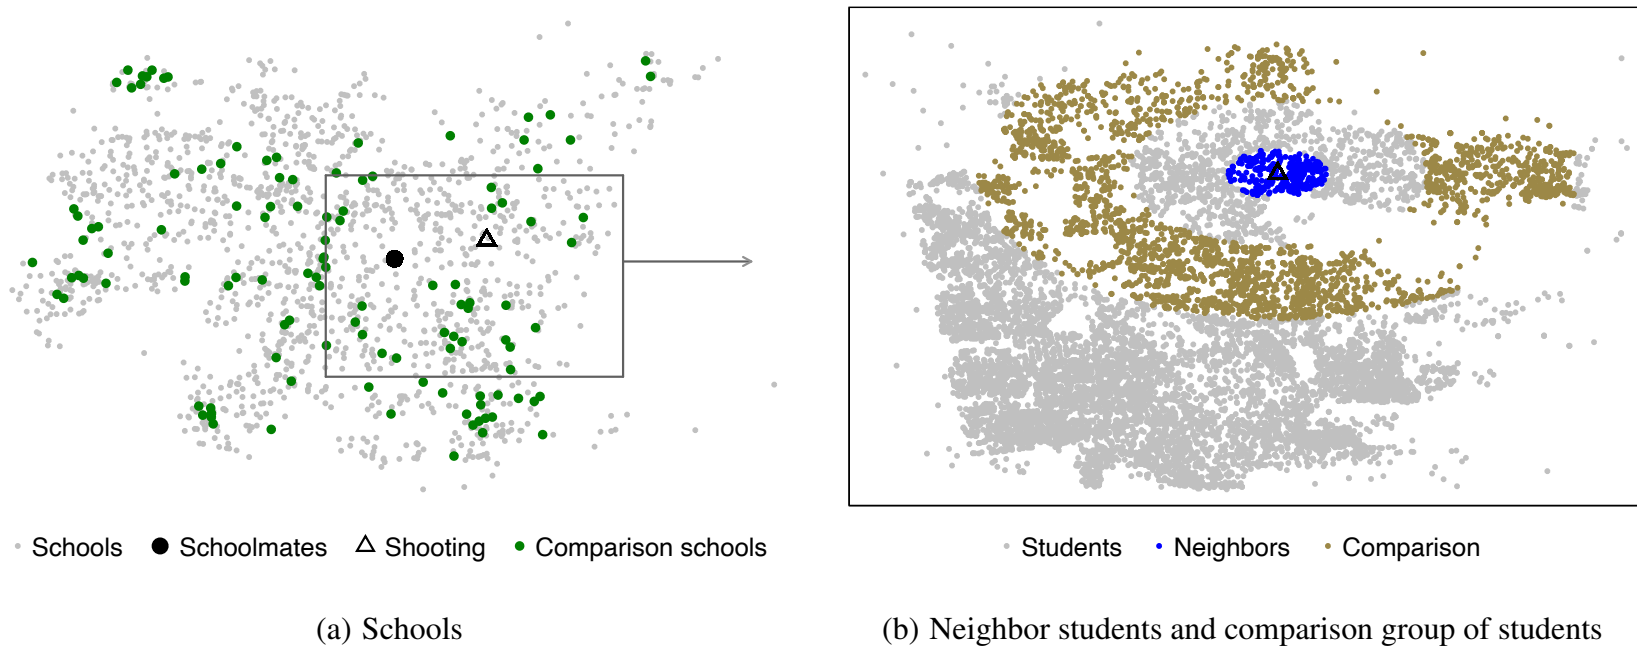 Schools Schoolmates Shooting Comparison schools
Students Neighbors Comparison
(a) Schools
(b) Neighbor students and comparison group of students